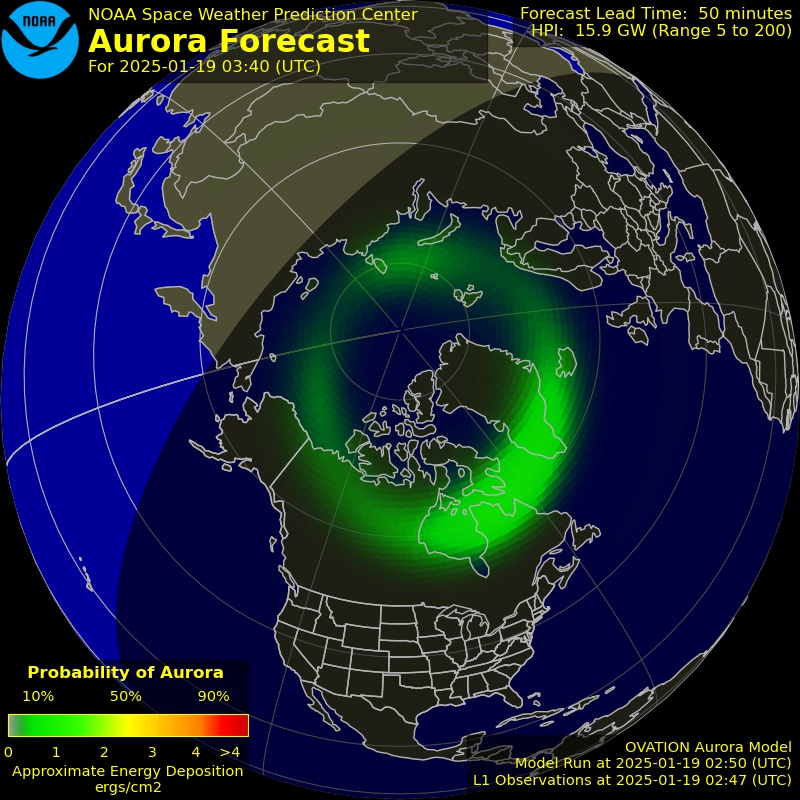 NOAA
NOAA Space Weather Prediction Center
Aurora Forecast
For 2025-01-19 03:40 (UTC)
Forecast Lead Time: 50 minutes
HPI: 15.9 GW (Range 5 to 200)
Probability of Aurora
10% 50% 90%
0 1 2 3 4 >4
Approximate Energy Deposition
ergs/cm2
OVATION Aurora Model
Model Run at 2025-01-19 02:50 (UTC)
L1 Observations at 2025-01-19 02:47 (UTC)